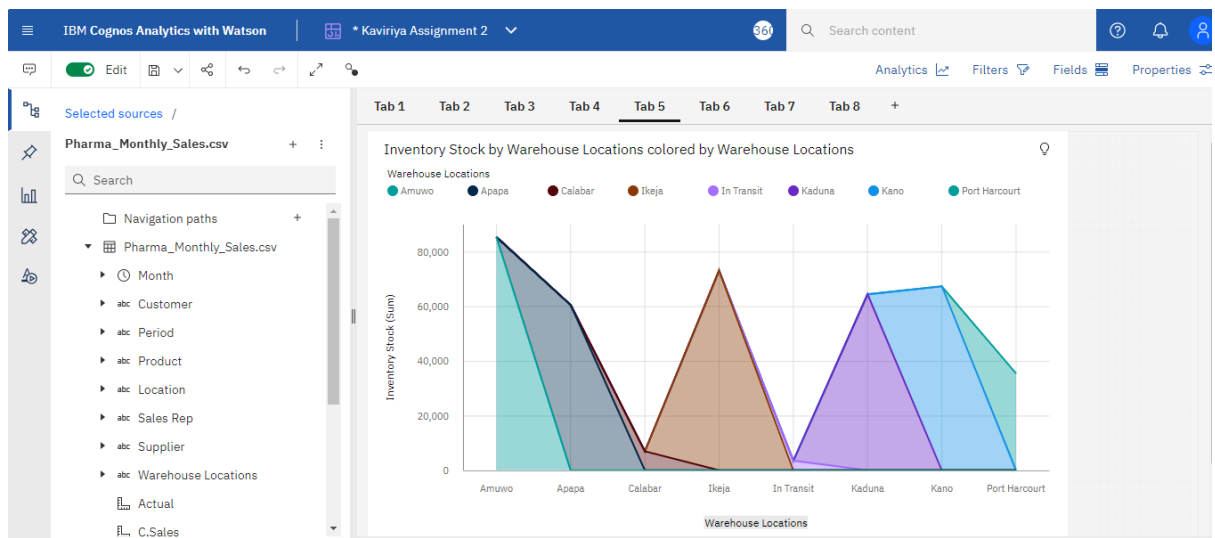 IBM Cognos Analytics with Watson
* Kaviriya Assignment 2
360
Search content
Edit
Analytics
Filters
Fields
Properties
Selected sources /
Pharma_Monthly_Sales.csv
Search
Navigation paths
Pharma_Monthly_Sales.csv
Month
abc Customer
abc Period
abc Product
abc Location
abc Sales Rep
abc Supplier
abc Warehouse Locations
Actual
C.Sales
Tab 1 Tab 2 Tab 3 Tab 4 Tab 5 Tab 6 Tab 7 Tab 8 +
Inventory Stock by Warehouse Locations colored by Warehouse Locations
Warehouse Locations
Amuwo Apapa Calabar Ikeja In Transit Kaduna Kano Port Harcourt
Inventory Stock (Sum)
80,000
60,000
40,000
20,000
0
Amuwo Apapa Calabar Ikeja In Transit Kaduna Kano Port Harcourt
Warehouse Locations